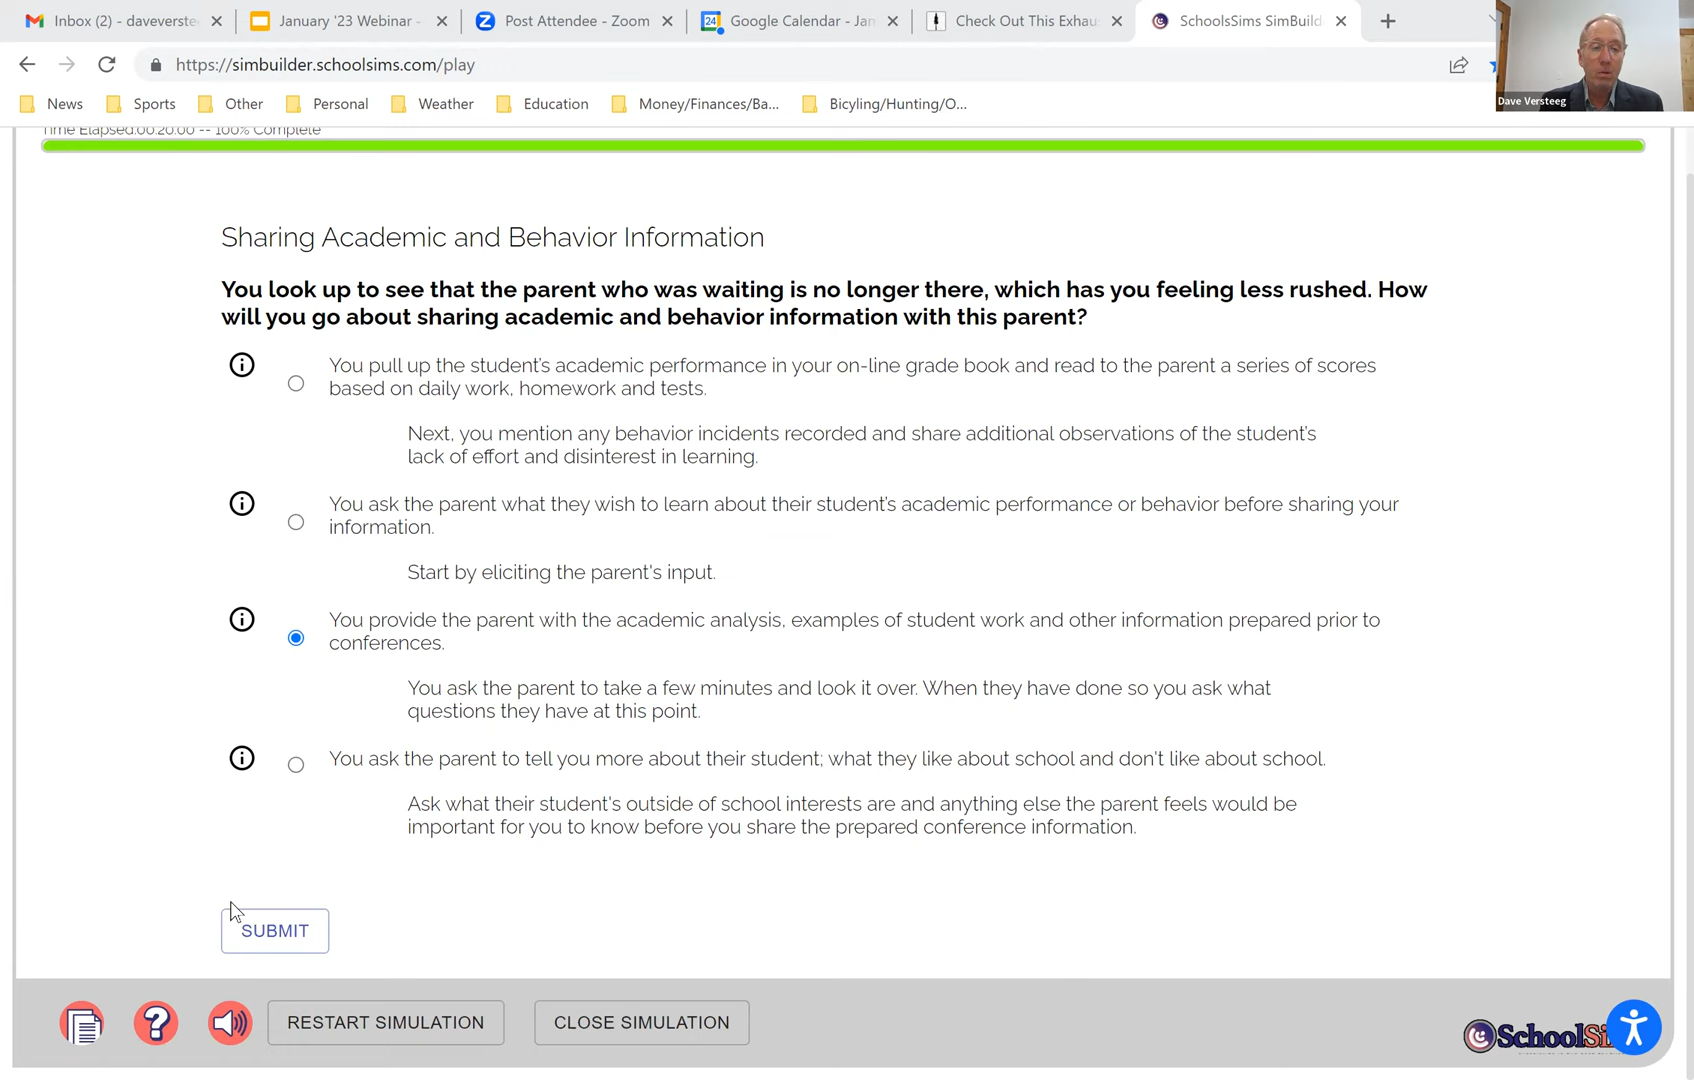 Inbox (2) - daveverste
January '23 Webinar -
Post Attendee - Zoom
Google Calendar - Jan
Check Out This Exhau
SchoolsSims SimBuild
https://simbuilder.schoolsims.com/play
Dave Versteeg
News
Sports
Other
Personal
Weather
Education
Money/Finances/Ba...
Bicyling/Hunting/O...
Time Elapsed:00:20:00 -- 100% Complete
Sharing Academic and Behavior Information
You look up to see that the parent who was waiting is no longer there, which has you feeling less rushed. How
will you go about sharing academic and behavior information with this parent?
You pull up the student's academic performance in your on-line grade book and read to the parent a series of scores
based on daily work, homework and tests.
Next, you mention any behavior incidents recorded and share additional observations of the student's
lack of effort and disinterest in learning.
You ask the parent what they wish to learn about their student's academic performance or behavior before sharing your
information.
Start by eliciting the parent's input.
You provide the parent with the academic analysis, examples of student work and other information prepared prior to
conferences.
You ask the parent to take a few minutes and look it over. When they have done so you ask what
questions they have at this point.
You ask the parent to tell you more about their student; what they like about school and don't like about school.
Ask what their student's outside of school interests are and anything else the parent feels would be
important for you to know before you share the prepared conference information.
SUBMIT
RESTART SIMULATION
CLOSE SIMULATION
SchoolSi